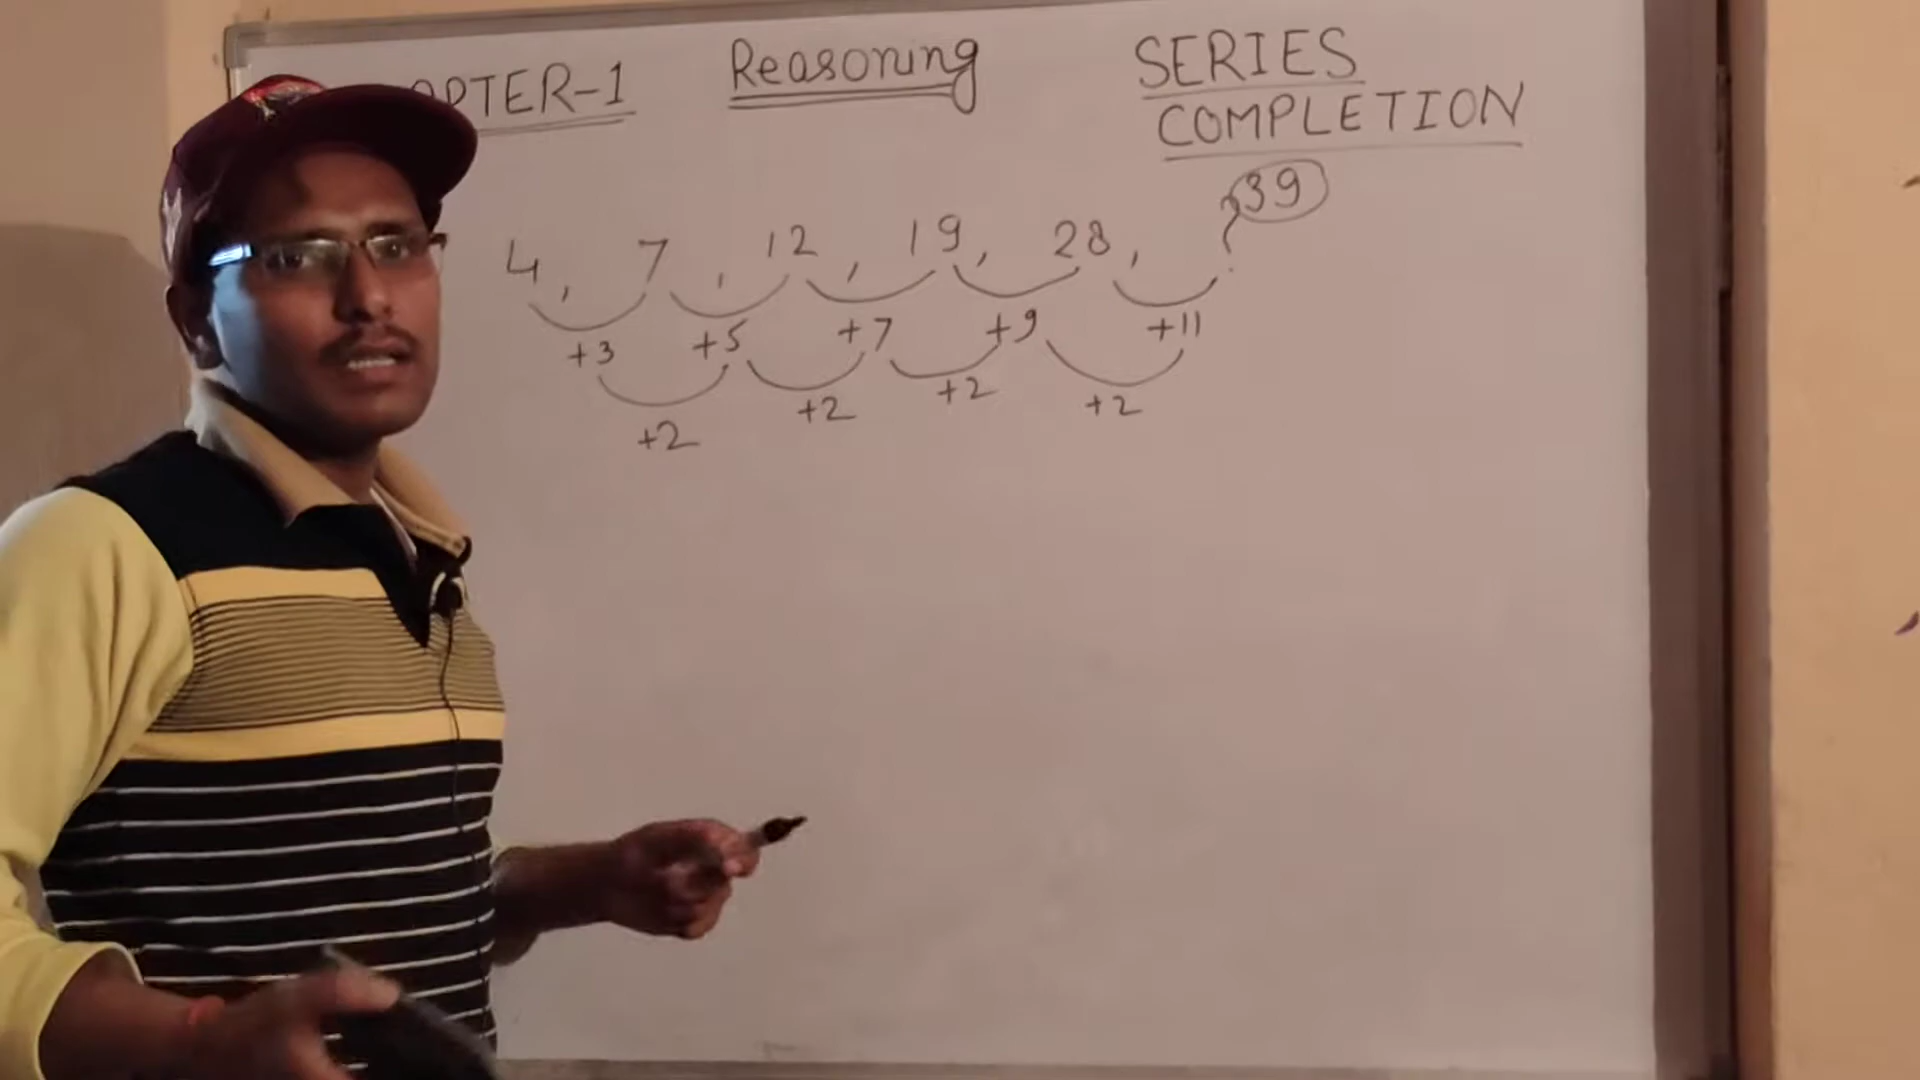 Reasoning
SERIES
COMPLETION
PTER-1
39
4, 7, 12, 19, 28, ?
+3 +5 +7 +9 +11
+2 +2 +2 +2